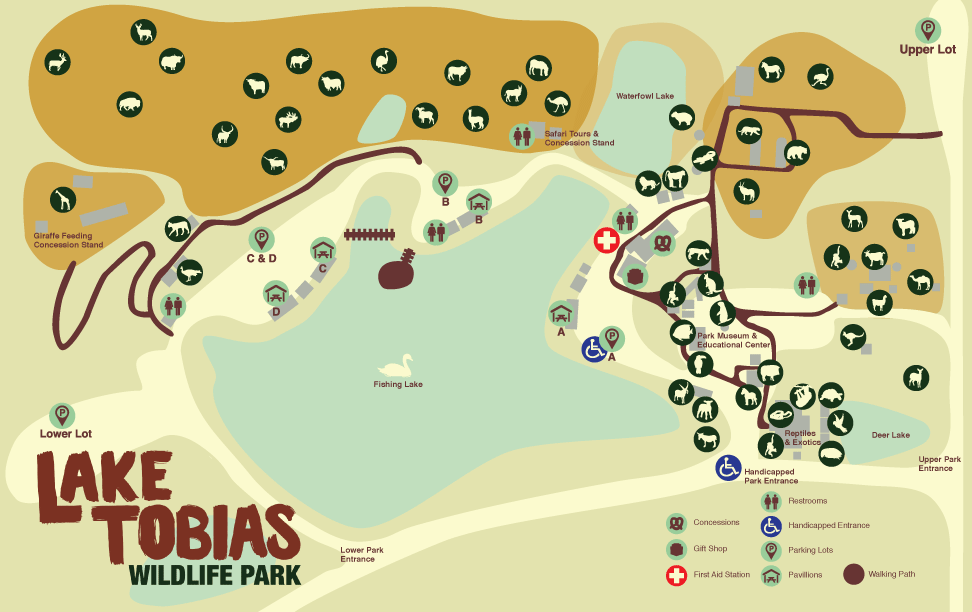 P
Upper Lot
Waterfowl Lake
Safari Tours &
Concession Stand
P
B
B
Giraffe Feeding
Concession Stand
P
C & D
C
D
A
P
A
Park Museum &
Educational Center
Fishing Lake
P
Lower Lot
Reptiles
& Exotics
Deer Lake
Upper Park
Entrance
Handicapped
Park Entrance
LAKE
TOBIAS
WILDLIFE PARK
Lower Park
Entrance
Restrooms
Concessions
Handicapped Entrance
Gift Shop
P
Parking Lots
First Aid Station
Pavillions
Walking Path